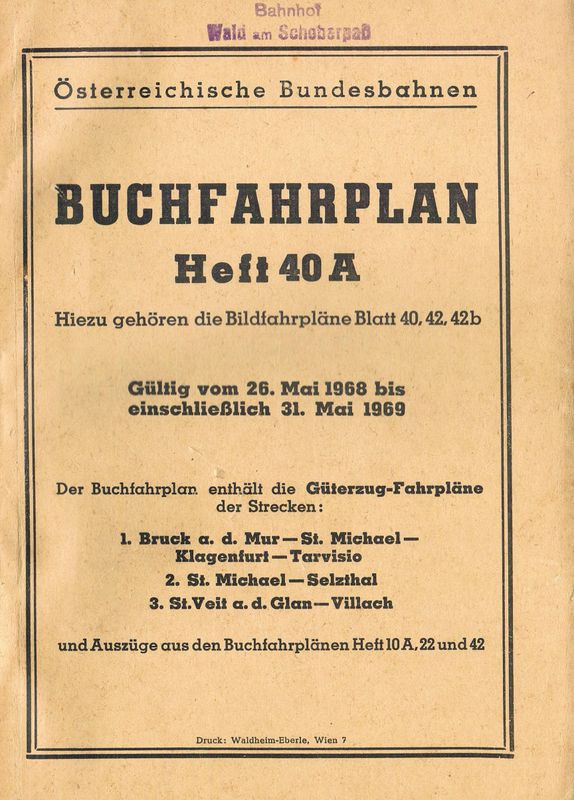 Bahnhof
Wald am Schoberpaß
Österreichische Bundesbahnen
BUCHFAHRPLAN
Heft 40 A
Hiezu gehören die Bildfahrpläne Blatt 40, 42, 42b
Gültig vom 26. Mai 1968 bis
einschließlich 31. Mai 1969
Der Buchfahrplan enthält die Güterzug-Fahrpläne
der Strecken:
1. Bruck a. d. Mur — St. Michael —
Klagenfurt — Tarvisio
2. St. Michael — Selzthal
3. St. Veit a. d. Glan — Villach
und Auszüge aus den Buchfahrplänen Heft 10 A, 22 und 42
Druck: Waldheim-Eberle, Wien 7